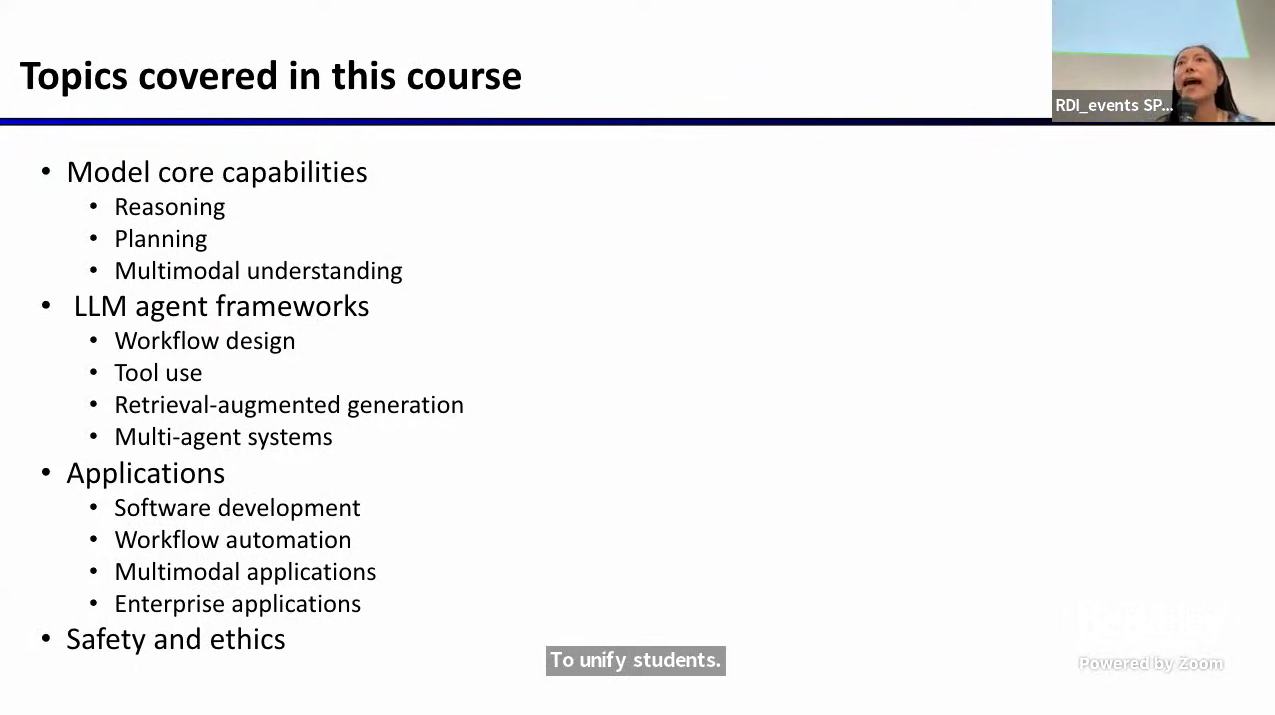 Topics covered in this course
RDI_events SP...
• Model core capabilities
• Reasoning
• Planning
• Multimodal understanding
• LLM agent frameworks
• Workflow design
• Tool use
• Retrieval-augmented generation
• Multi-agent systems
• Applications
• Software development
• Workflow automation
• Multimodal applications
• Enterprise applications
• Safety and ethics
To unify students.
Powered by Zoom